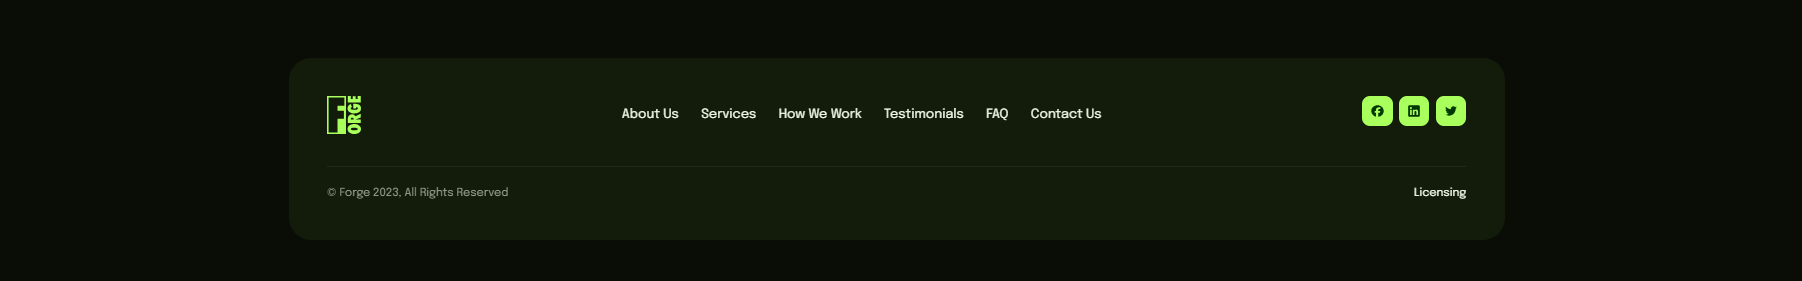 FORGE
About Us Services How We Work Testimonials FAQ Contact Us
© Forge 2023, All Rights Reserved
Licensing